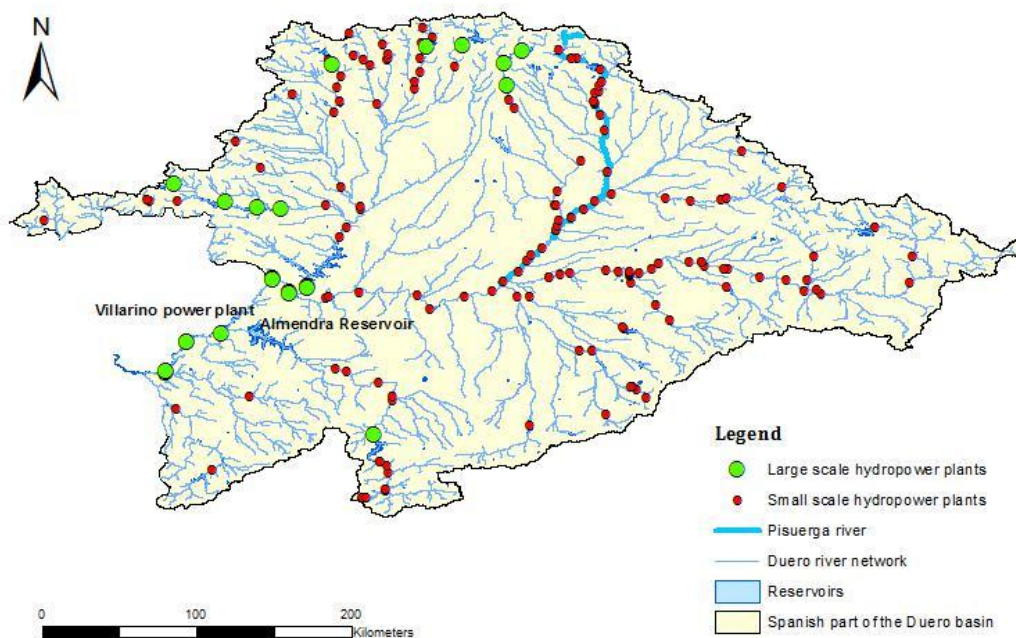 N
Villarino power plant
Almendra Reservoir
Legend
Large scale hydropower plants
Small scale hydropower plants
Pisuerga river
Duero river network
Reservoirs
Spanish part of the Duero basin
0 100 200
Kilometers